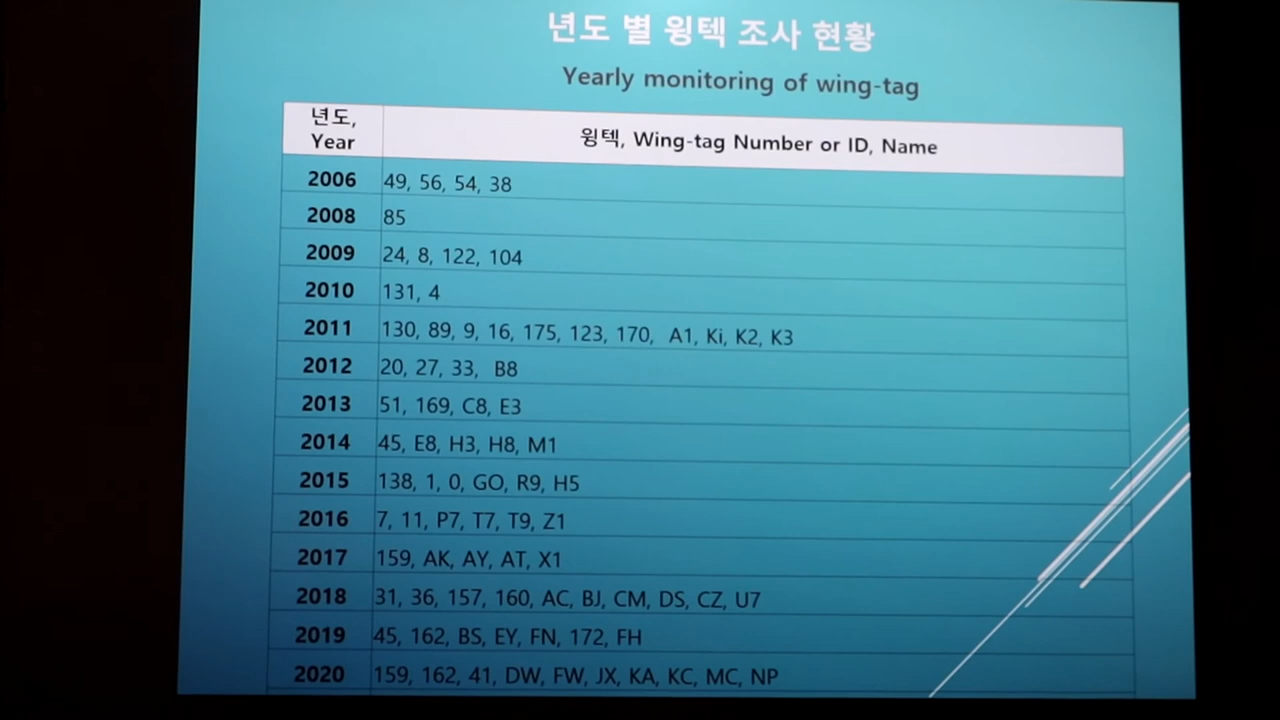 년도 별 윙텍 조사 현황
Yearly monitoring of wing-tag
년도,
Year
윙텍, Wing-tag Number or ID, Name
2006 49, 56, 54, 38
2008 85
2009 24, 8, 122, 104
2010 131, 4
2011 130, 89, 9, 16, 175, 123, 170, A1, Ki, K2, K3
2012 20, 27, 33, B8
2013 51, 169, C8, E3
2014 45, E8, H3, H8, M1
2015 138, 1, 0, GO, R9, H5
2016 7, 11, P7, T7, T9, Z1
2017 159, AK, AY, AT, X1
2018 31, 36, 157, 160, AC, BJ, CM, DS, CZ, U7
2019 45, 162, BS, EY, FN, 172, FH
2020 159, 162, 41, DW, FW, JX, KA, KC, MC, NP